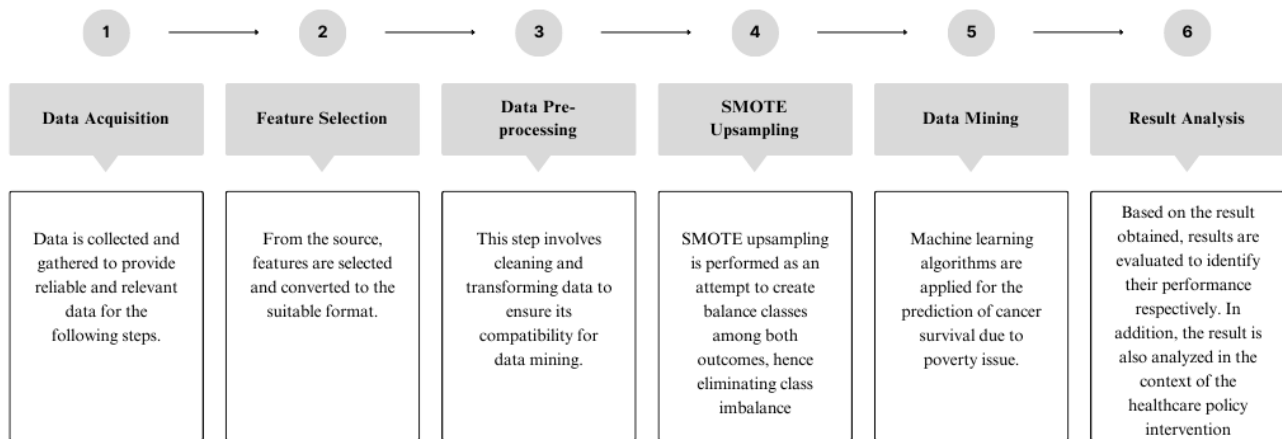 1
2
3
4
5
6
Data Acquisition
Feature Selection
Data Pre-
processing
SMOTE
Upsampling
Data Mining
Result Analysis
Data is collected and
gathered to provide
reliable and relevant
data for the
following steps.
From the source,
features are selected
and converted to the
suitable format.
This step involves
cleaning and
transforming data to
ensure its
compatibility for
data mining.
SMOTE upsampling
is performed as an
attempt to create
balance classes
among both
outcomes, hence
eliminating class
imbalance
Machine learning
algorithms are
applied for the
prediction of cancer
survival due to
poverty issue.
Based on the result
obtained, results are
evaluated to identify
their performance
respectively. In
addition, the result is
also analyzed in the
context of the
healthcare policy
intervention